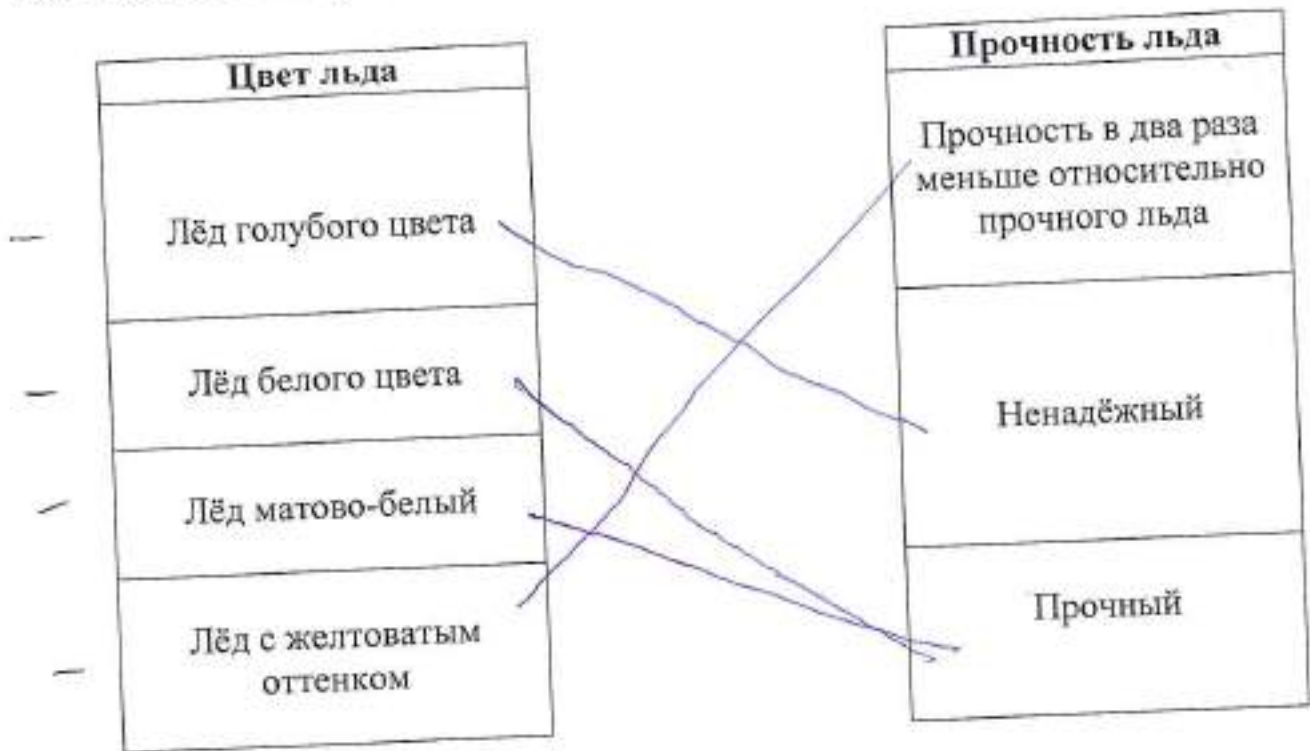 Цвет льда
Лёд голубого цвета
Лёд белого цвета
Лёд матово-белый
Лёд с желтоватым
оттенком
Прочность льда
Прочность в два раза
меньше относительно
прочного льда
Ненадёжный
Прочный